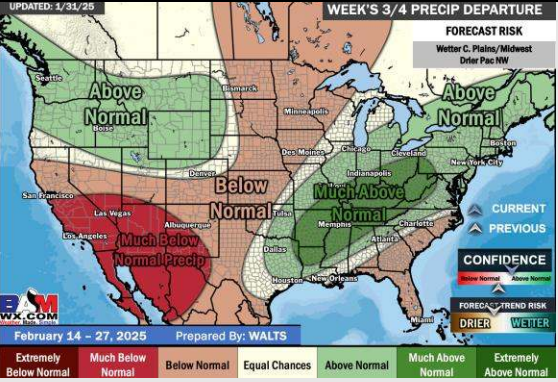 UPDATED: 1/31/25
WEEK'S 3/4 PRECIP DEPARTURE
FORECAST RISK
Wetter C. Plains/Midwest
Drier Pac NW
Seattle
Above
Normal
Boise
Bismarck
Minneapolis
Above
Normal
Boston
Des Moines
Chicago
Cleveland
New York City
Denver
Indianapolis
San Francisco
Below
Normal
Much Above
Normal
Las Vegas
Los Angeles
Albuquerque
Tulsa
Memphis
Charlotte
Much Below
Normal Precip
Dallas
Atlanta
Houston
New Orleans
Miami
CURRENT
PREVIOUS
CONFIDENCE
Below Normal
Above Normal
FORECAST TREND RISK
DRIER
WETTER
BAM
WX.COM
Weather. Made. Simple.
February 14 – 27, 2025
Prepared By: WALTS
Extremely
Below Normal
Much Below
Normal
Below Normal
Equal Chances
Above Normal
Much Above
Normal
Extremely
Above Normal